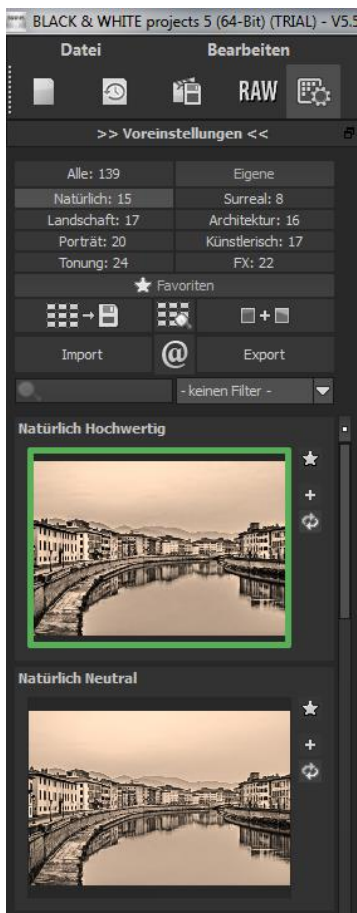 BLACK & WHITE projects 5 (64-Bit) (TRIAL) - V5.5
Datei Bearbeiten
RAW
>> Voreinstellungen <<
Alle: 139 Eigene
Natürlich: 15 Surreal: 8
Landschaft: 17 Architektur: 16
Porträt: 20 Künstlerisch: 17
Tonung: 24 FX: 22
Favoriten
Import @ Export
- keinen Filter -
Natürlich Hochwertig
Natürlich Neutral